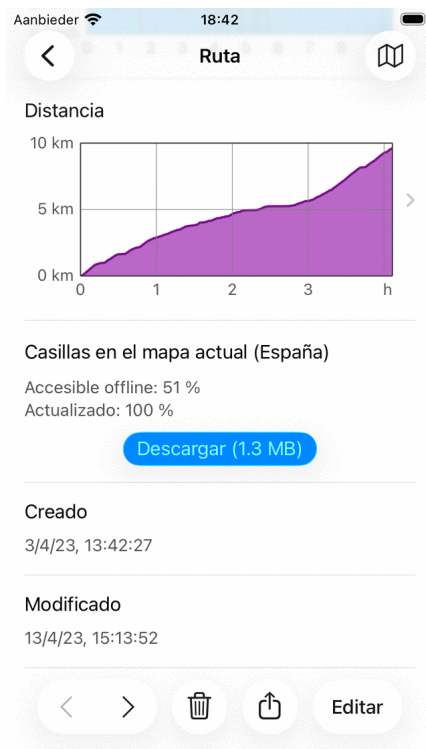 Aanbieder 18:42
Ruta
Distancia
10 km
5 km
0 km
0 1 2 3 h
Casillas en el mapa actual (España)
Accesible offline: 51 %
Actualizado: 100 %
Descargar (1.3 MB)
Creado
3/4/23, 13:42:27
Modificado
13/4/23, 15:13:52
Editar